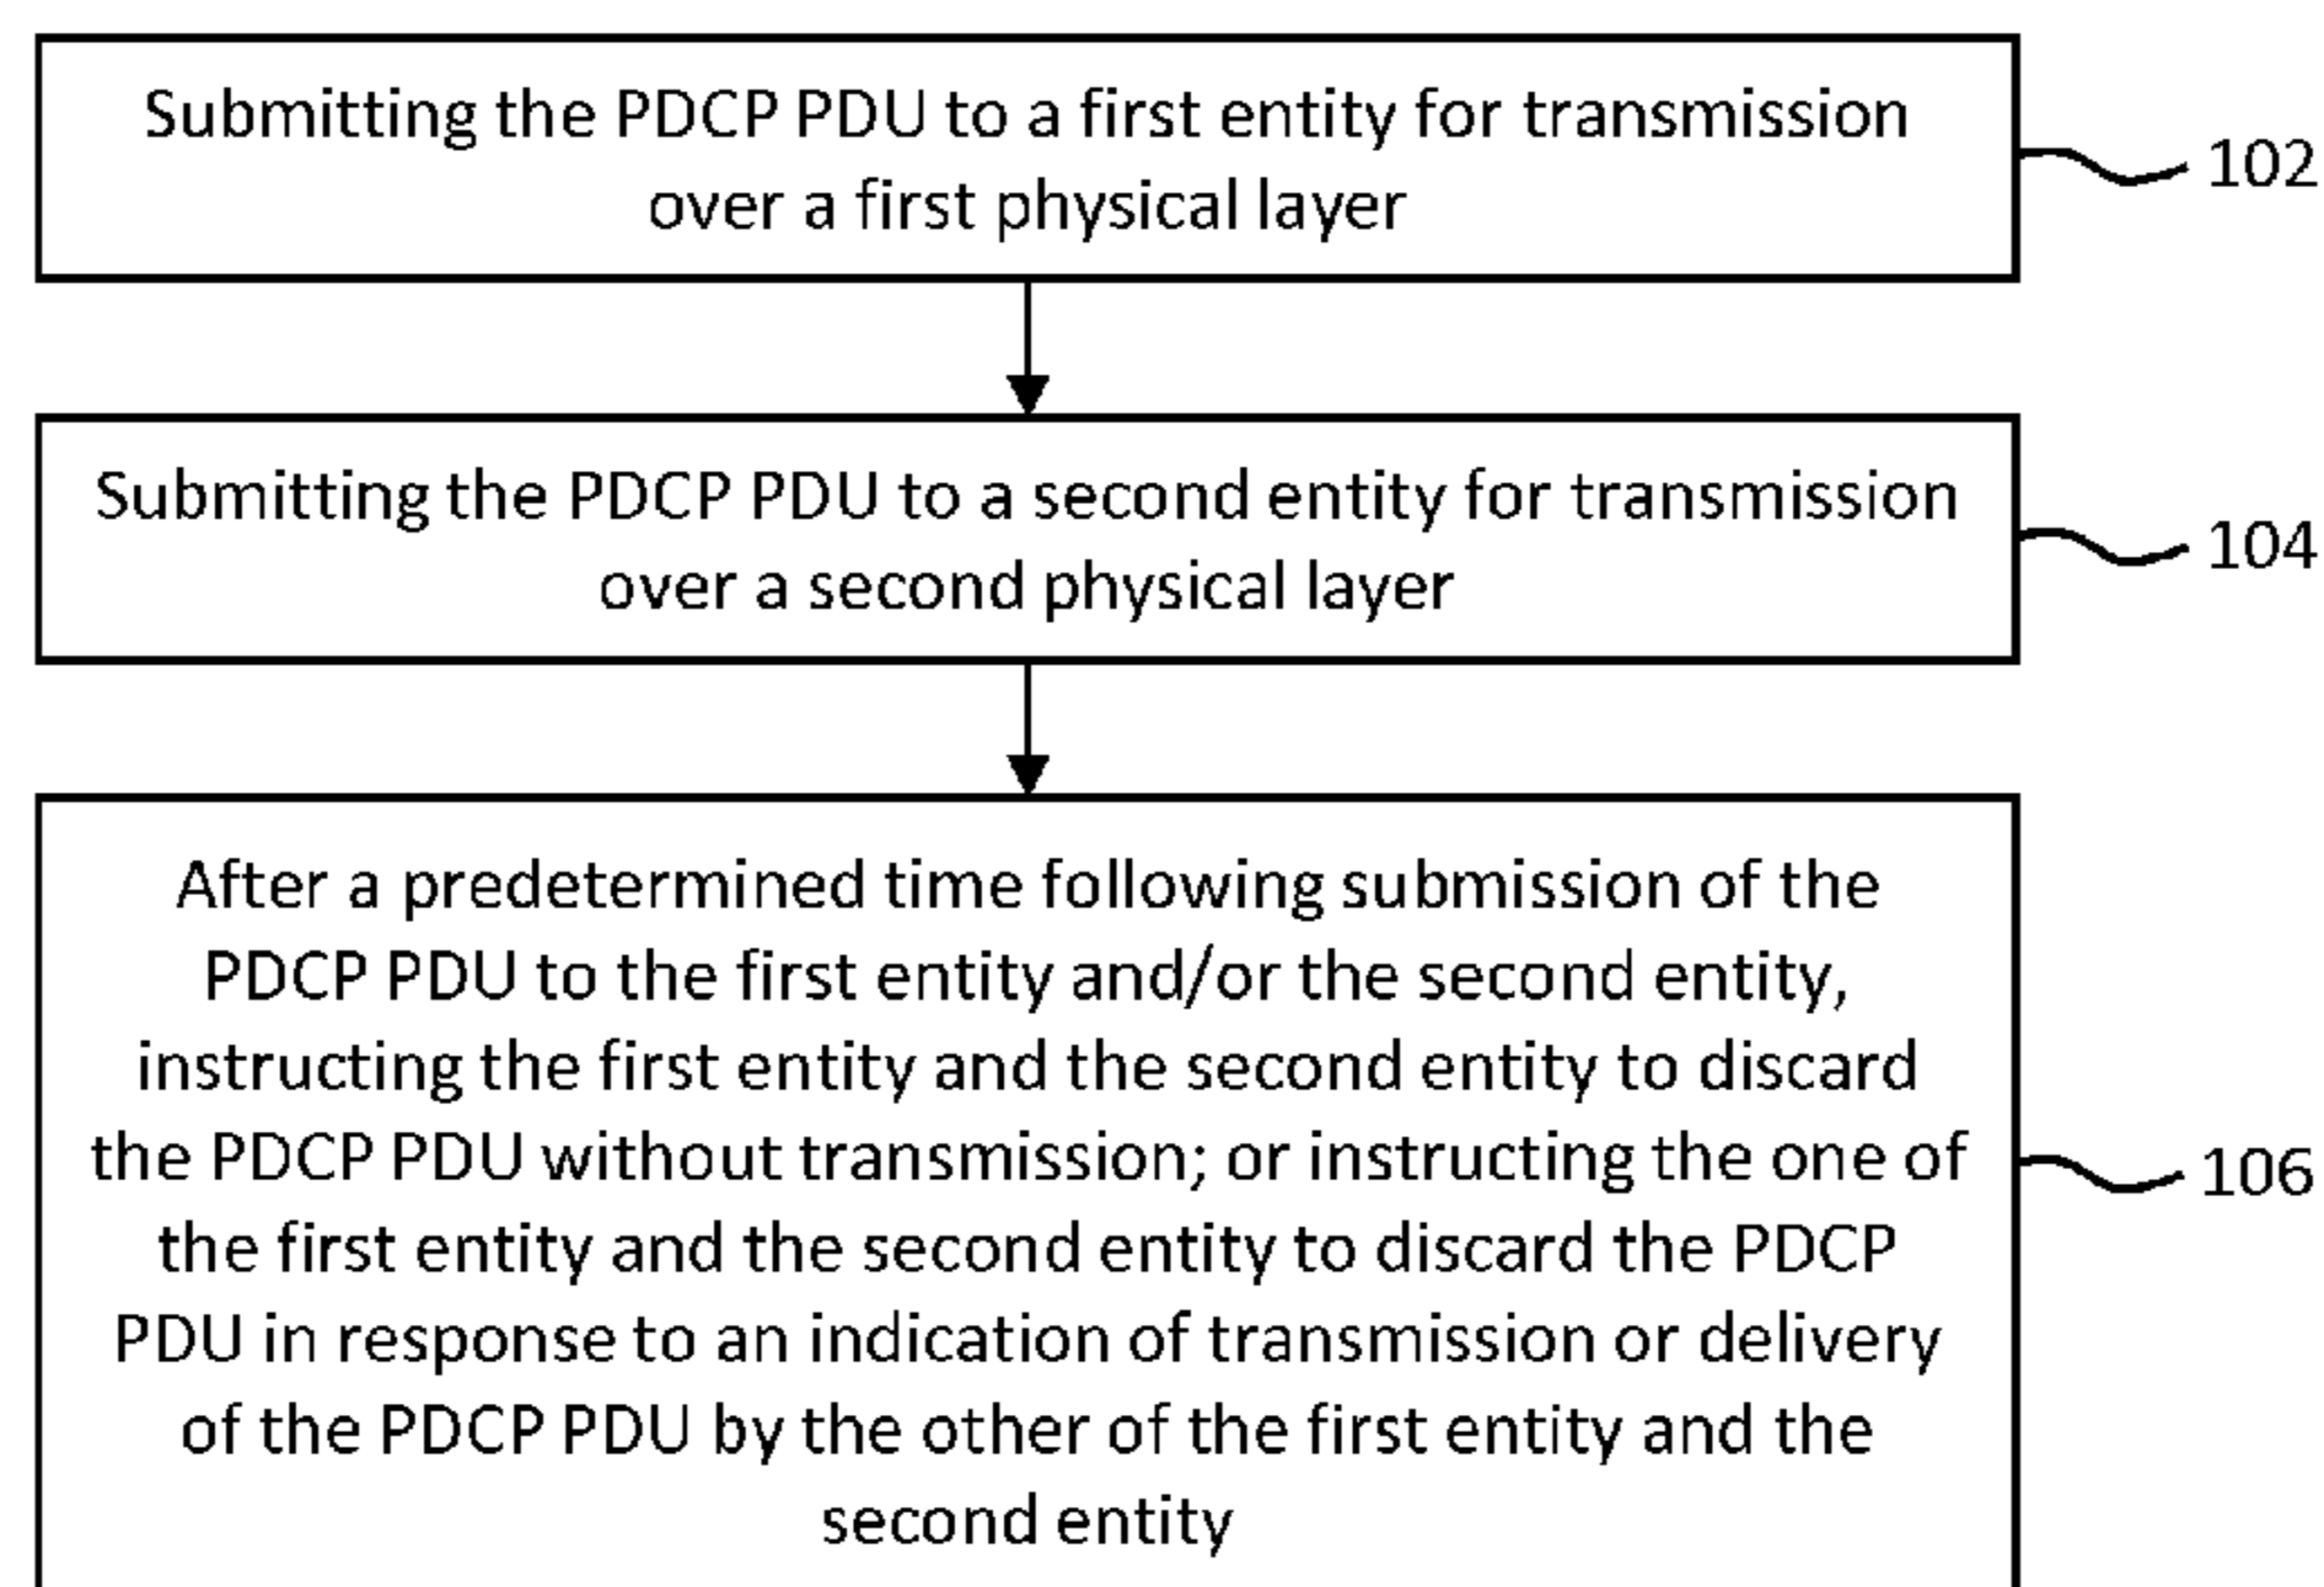 Submitting the PDCP PDU to a first entity for transmission
over a first physical layer
102
Submitting the PDCP PDU to a second entity for transmission
over a second physical layer
104
After a predetermined time following submission of the
PDCP PDU to the first entity and/or the second entity,
instructing the first entity and the second entity to discard
the PDCP PDU without transmission; or instructing the one of
the first entity and the second entity to discard the PDCP
PDU in response to an indication of transmission or delivery
of the PDCP PDU by the other of the first entity and the
second entity
106